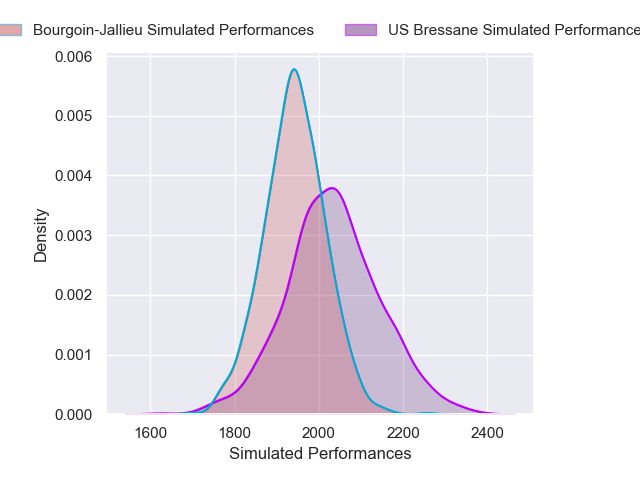 Bourgoin-Jallieu Simulated Performances US Bressane Simulated Performance
0.006
0.005
0.004
0.003
0.002
0.001
0.000
Density
1600 1800 2000 2200 2400
Simulated Performances